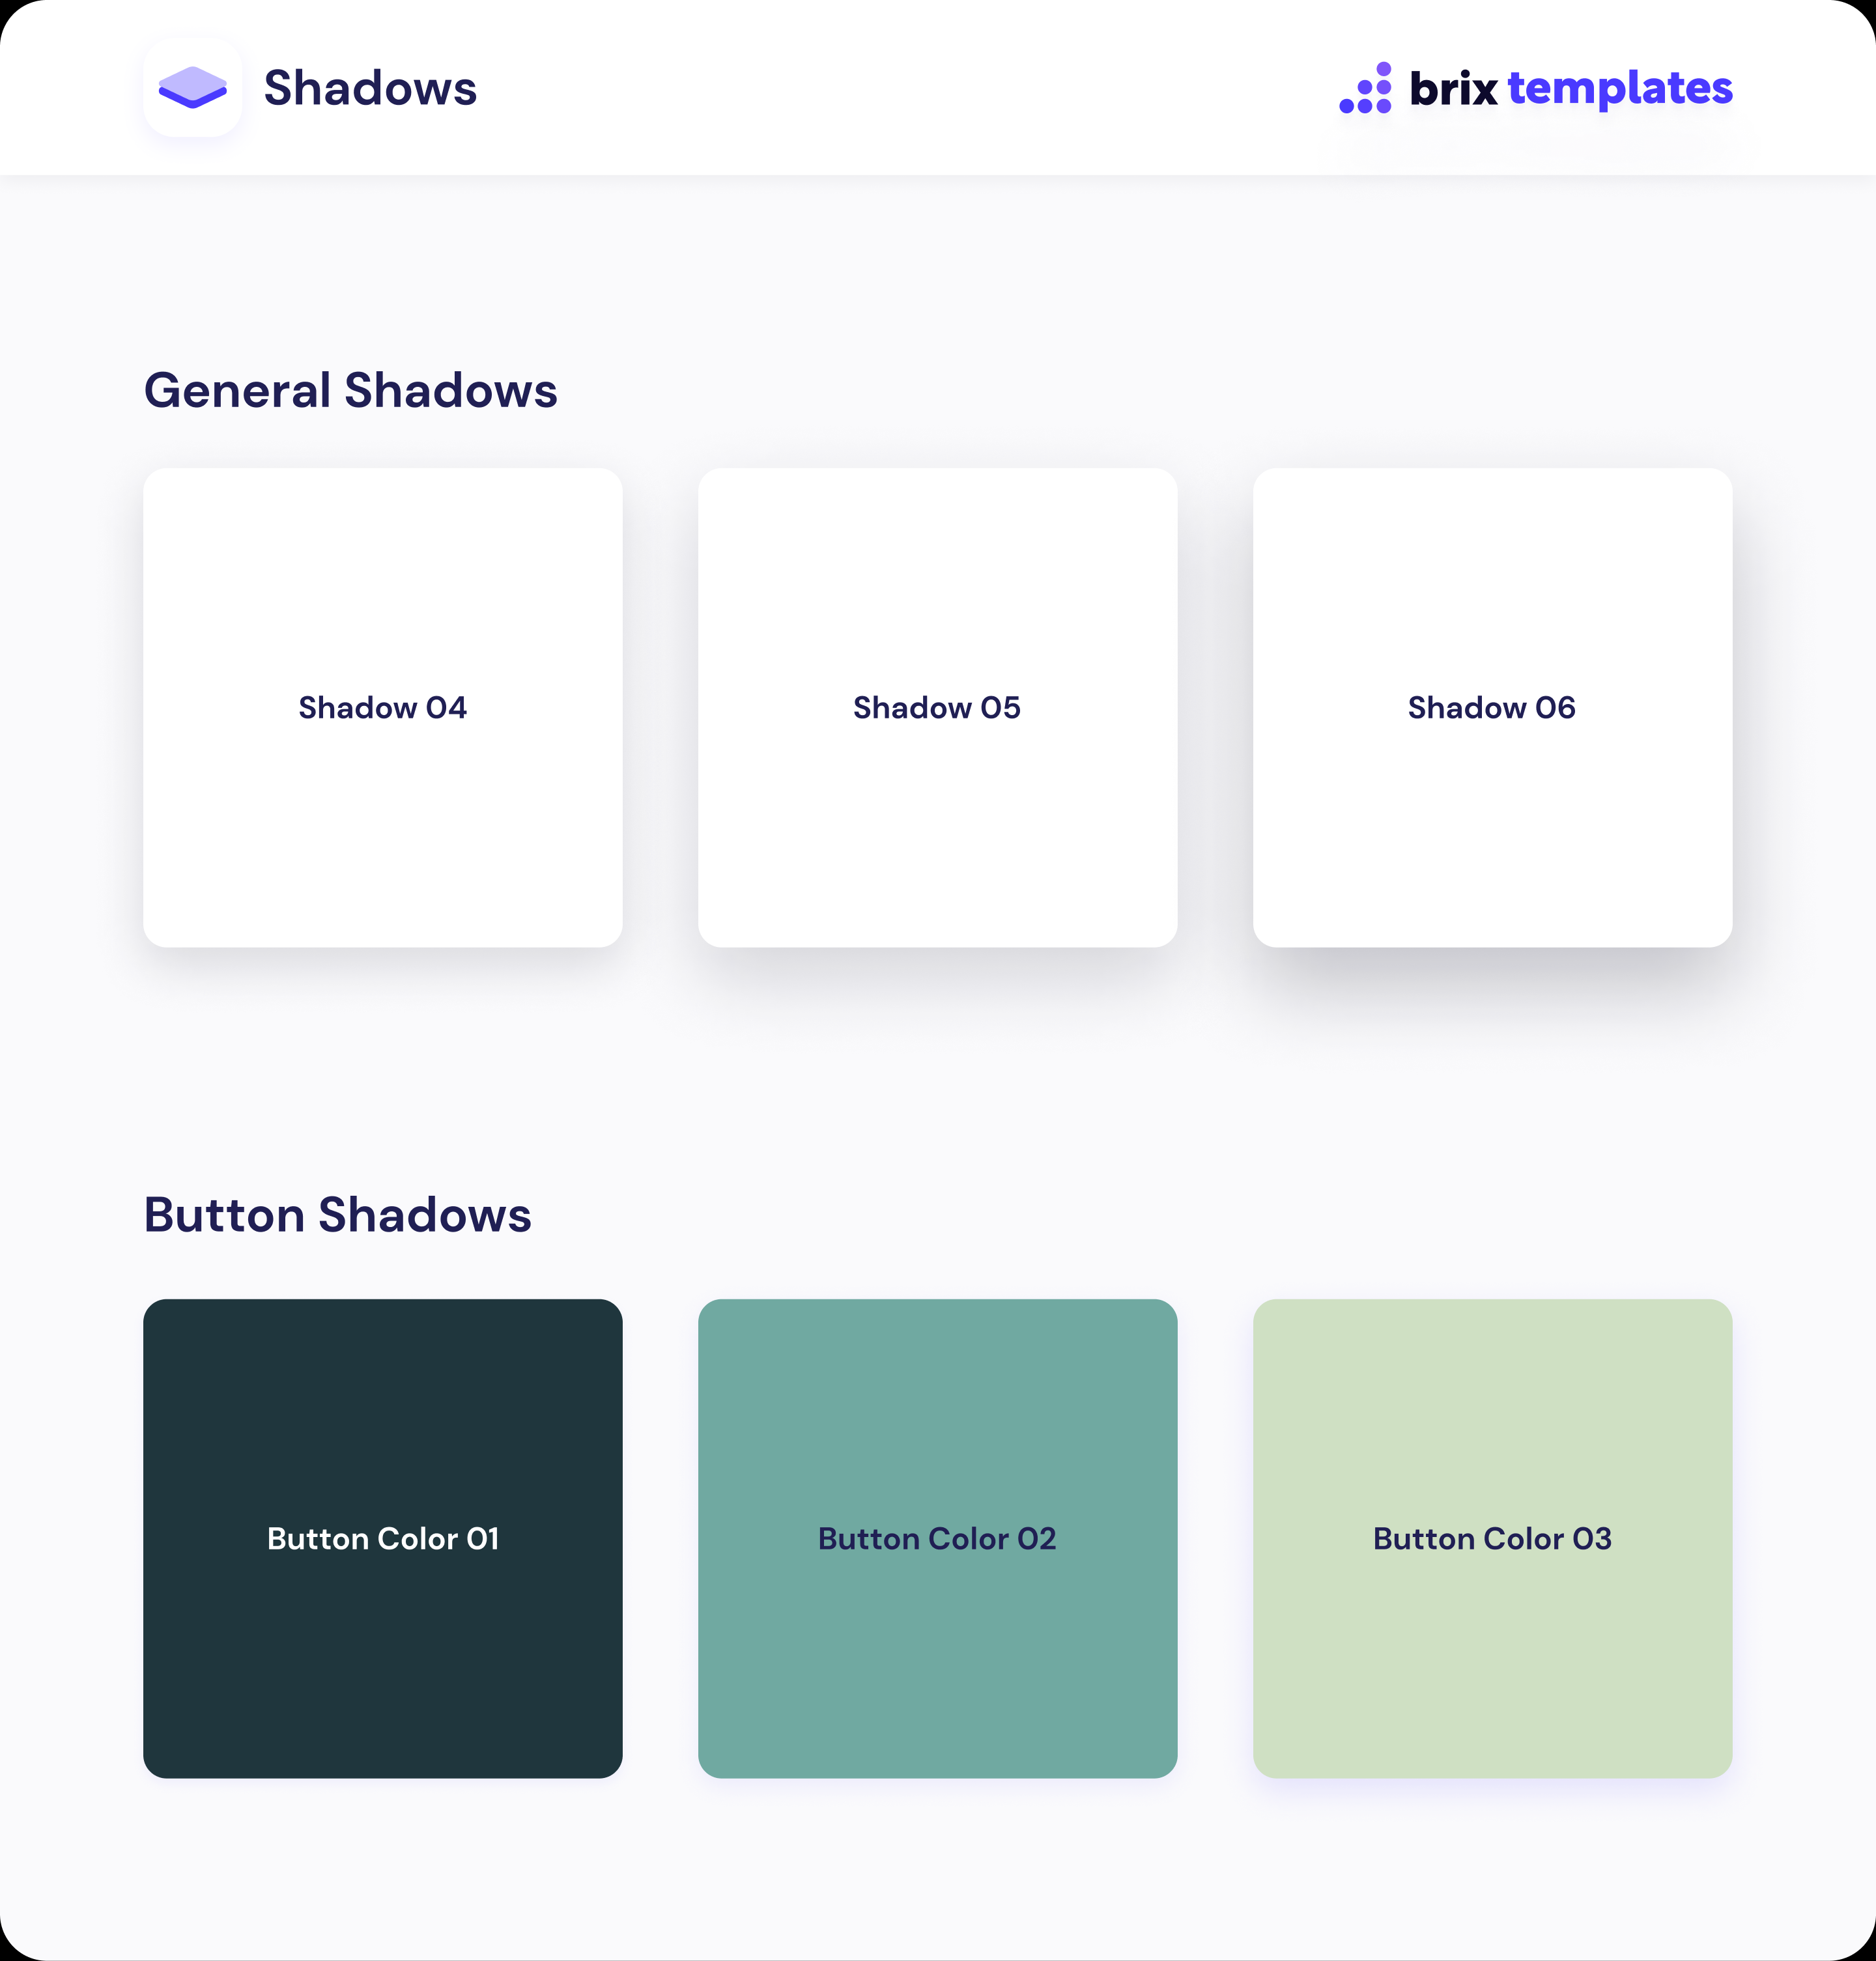 Shadows
brix templates
General Shadows
Shadow 04
Shadow 05
Shadow 06
Button Shadows
Button Color 01
Button Color 02
Button Color 03